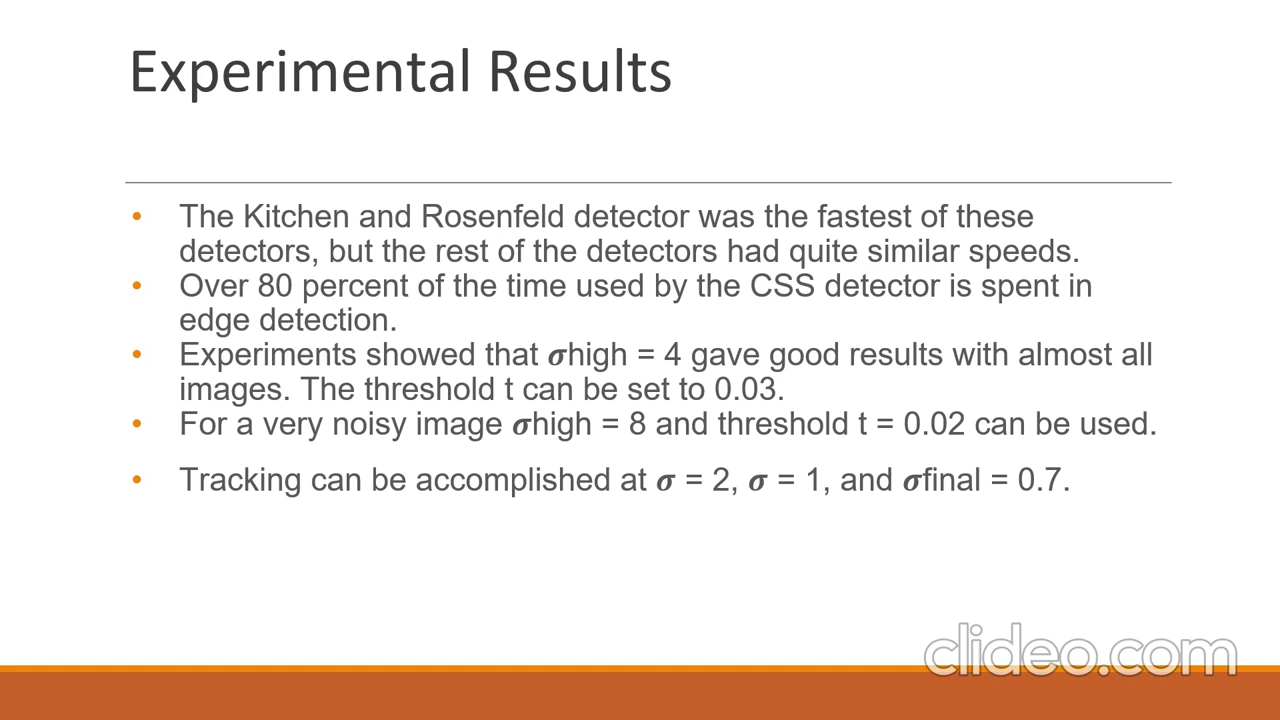 Experimental Results
• The Kitchen and Rosenfeld detector was the fastest of these
detectors, but the rest of the detectors had quite similar speeds.
• Over 80 percent of the time used by the CSS detector is spent in
edge detection.
• Experiments showed that 𝝈high = 4 gave good results with almost all
images. The threshold t can be set to 0.03.
• For a very noisy image 𝝈high = 8 and threshold t = 0.02 can be used.
• Tracking can be accomplished at 𝝈 = 2, 𝝈 = 1, and 𝝈final = 0.7.
clideo.com